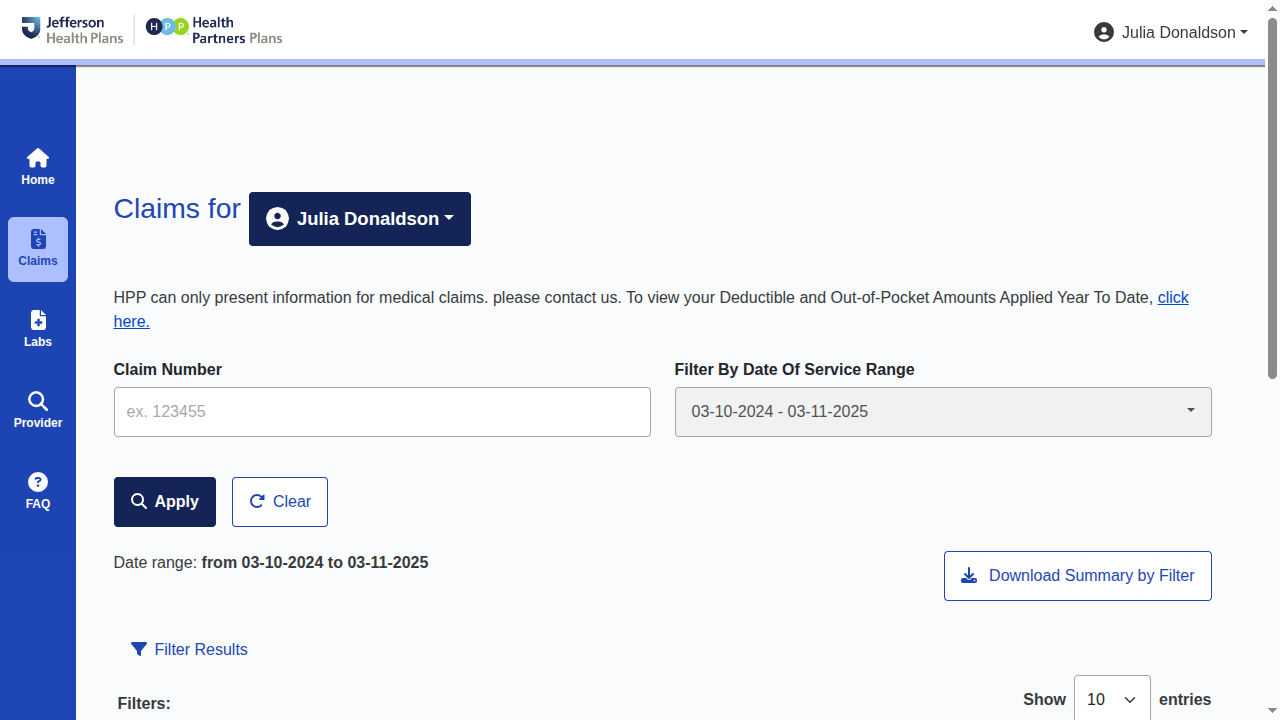 Jefferson
Health Plans
H P P
Health
Partners Plans
Julia Donaldson
Home
Claims
Labs
Provider
FAQ
Claims for
Julia Donaldson
HPP can only present information for medical claims. please contact us. To view your Deductible and Out-of-Pocket Amounts Applied Year To Date, click
here.
Claim Number
Filter By Date Of Service Range
ex. 123455
03-10-2024 - 03-11-2025
Apply
Clear
Date range: from 03-10-2024 to 03-11-2025
Download Summary by Filter
Filter Results
Filters:
Show 10 entries